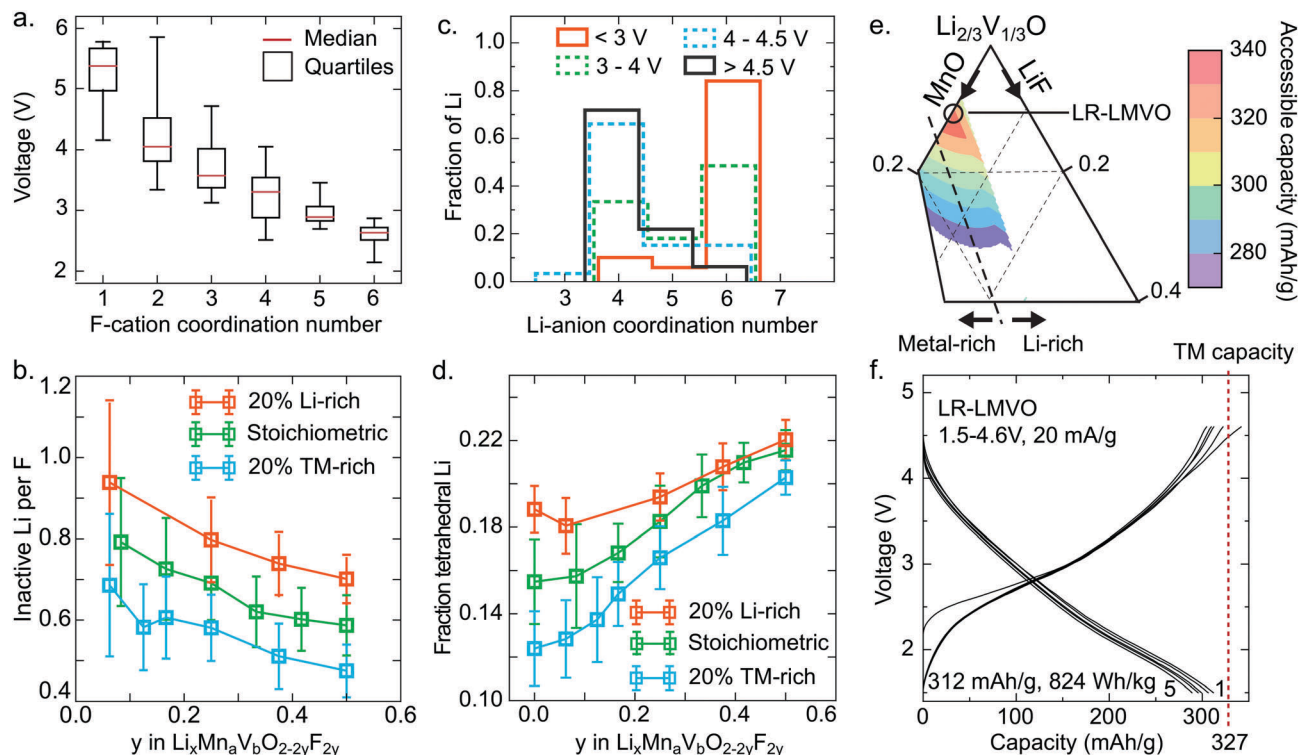 a.
6
5
4
3
2
Voltage (V)
Median
Quartiles
1 2 3 4 5 6
F-cation coordination number
c.
1.0
0.8
0.6
0.4
0.2
0.0
Fraction of Li
< 3 V
3 - 4 V
4 - 4.5 V
> 4.5 V
3 4 5 6 7
Li-anion coordination number
e.
Li2/3V1/3O
MnO
LiF
LR-LMVO
0.2
0.2
0.4
Metal-rich
Li-rich
340
320
300
280
Accessible capacity (mAh/g)
b.
1.2
1.0
0.8
0.6
0.4
Inactive Li per F
20% Li-rich
Stoichiometric
20% TM-rich
0.0 0.2 0.4 0.6
y in LixMnaVbO2-2yF2y
d.
0.22
0.18
0.14
0.10
Fraction tetrahedral Li
20% Li-rich
Stoichiometric
20% TM-rich
0.0 0.2 0.4 0.6
y in LixMnaVbO2-2yF2y
f.
TM capacity
5
4
3
2
Voltage (V)
LR-LMVO
1.5-4.6V, 20 mA/g
312 mAh/g, 824 Wh/kg
5
1
0 100 200 300
Capacity (mAh/g)
327